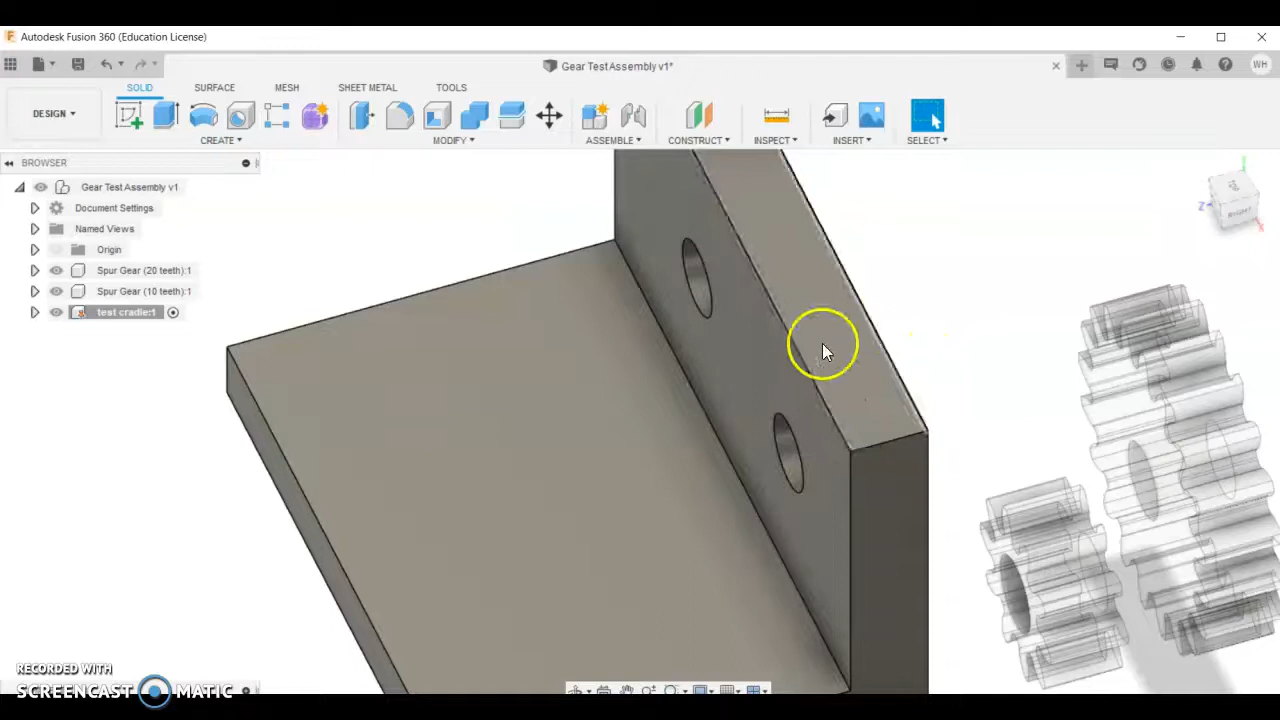 Autodesk Fusion 360 (Education License)
Gear Test Assembly v1*
WH
SOLID SURFACE MESH SHEET METAL TOOLS
DESIGN
CREATE MODIFY ASSEMBLE CONSTRUCT INSPECT INSERT SELECT
BROWSER
Gear Test Assembly v1
Document Settings
Named Views
Origin
Spur Gear (20 teeth):1
Spur Gear (10 teeth):1
test cradle:1
Z
X
RIGHT
RECORDED WITH
SCREENCAST MATIC